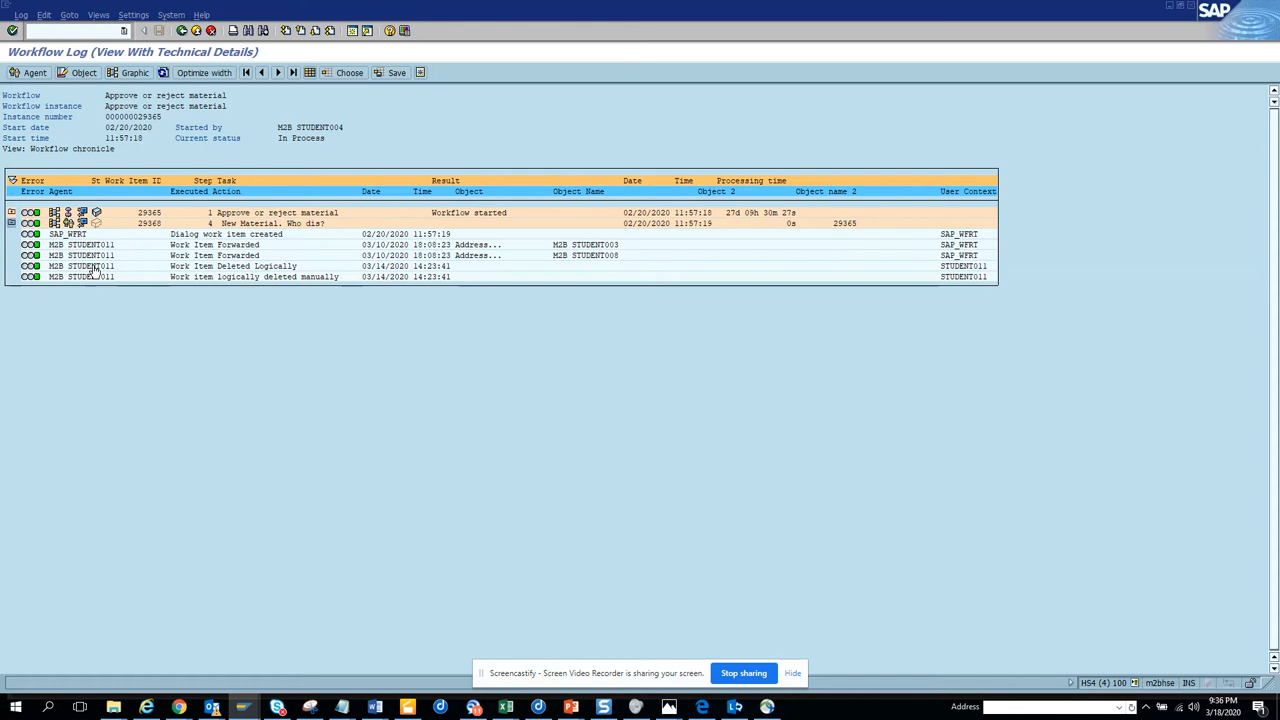 Log Edit Goto Views Settings System Help
SAP
Workflow Log (View With Technical Details)
Agent Object Graphic Optimize width Choose Save
Workflow Approve or reject material
Workflow instance Approve or reject material
Instance number 000000029365
Start date 02/20/2020 Started by M2B STUDENT004
Start time 11:57:18 Current status In Process
View: Workflow chronicle
Error St Work Item ID Step Task Result Date Time Processing time
Error Agent Executed Action Date Time Object Object Name Object 2 Object name 2 User Context
29365 1 Approve or reject material Workflow started 02/20/2020 11:57:18 27d 09h 30m 27s
29368 4 New Material. Who dis? 02/20/2020 11:57:19 0s 29365
SAP_WFRT Dialog work item created 02/20/2020 11:57:19 SAP_WFRT
M2B STUDENT011 Work Item Forwarded 03/10/2020 18:08:23 Address... M2B STUDENT003 SAP_WFRT
M2B STUDENT011 Work Item Forwarded 03/10/2020 18:08:23 Address... M2B STUDENT008 SAP_WFRT
M2B STUDENT011 Work Item Deleted Logically 03/14/2020 14:23:41 STUDENT011
M2B STUDENT011 Work item logically deleted manually 03/14/2020 14:23:41 STUDENT011
Screencastify - Screen Video Recorder is sharing your screen. Stop sharing Hide
HS4 (4) 100 m2bhse INS
Address 9:36 PM
3/18/2020